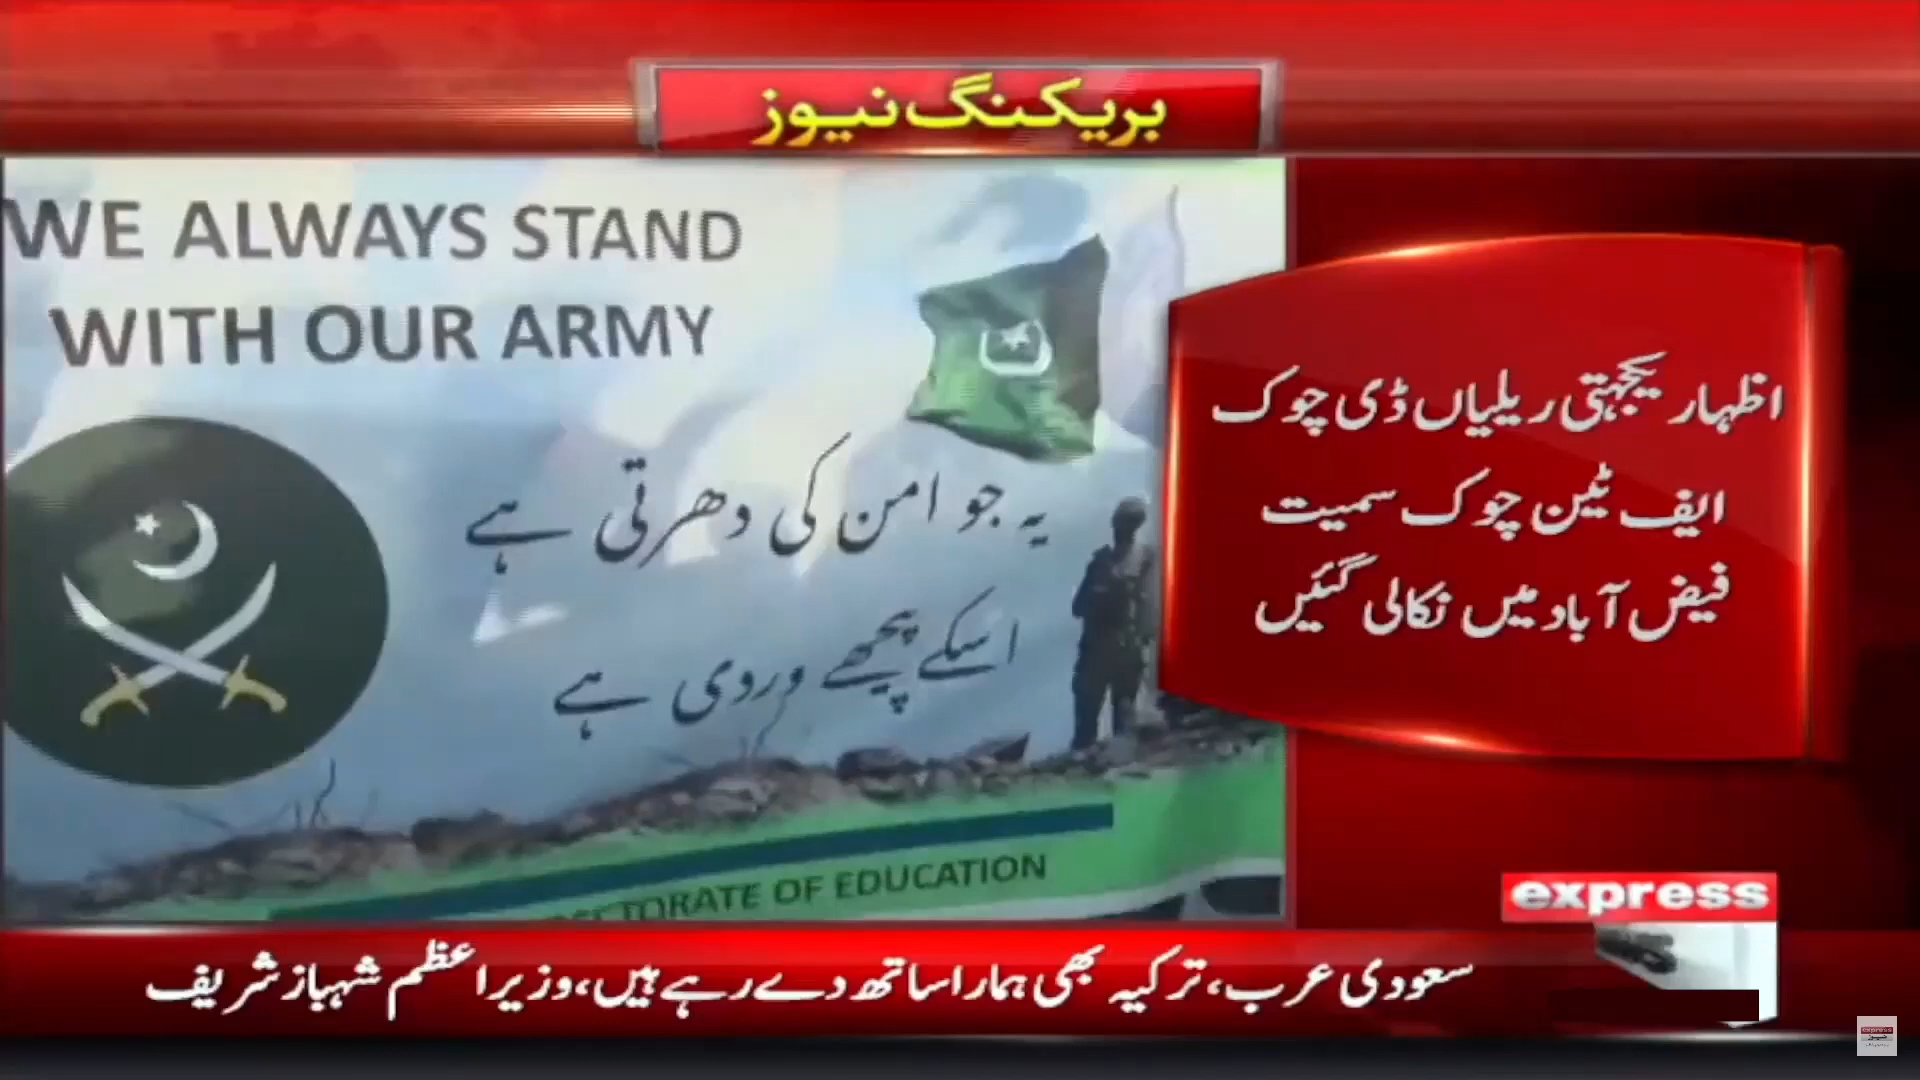 بریکنگ نیوز
WE ALWAYS STAND
WITH OUR ARMY
یہ جو امن کی دھرتی ہے
اسکے پیچھے وردی ہے
DIRECTORATE OF EDUCATION
اظہار یکجہتی ریلیاں ڈی چوک
ایف ٹین چوک سمیت
فیض آباد میں نکالی گئیں
express
سعودی عرب، ترکیہ بھی ہمارا ساتھ دے رہے ہیں، وزیراعظم شہباز شریف